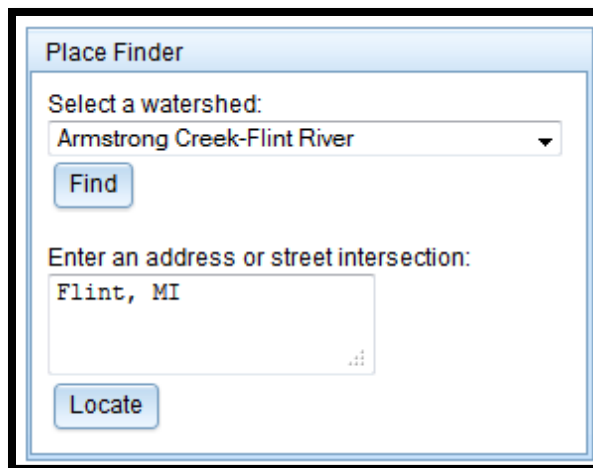 Place Finder
Select a watershed:
Armstrong Creek-Flint River
Find
Enter an address or street intersection:
Flint, MI
Locate